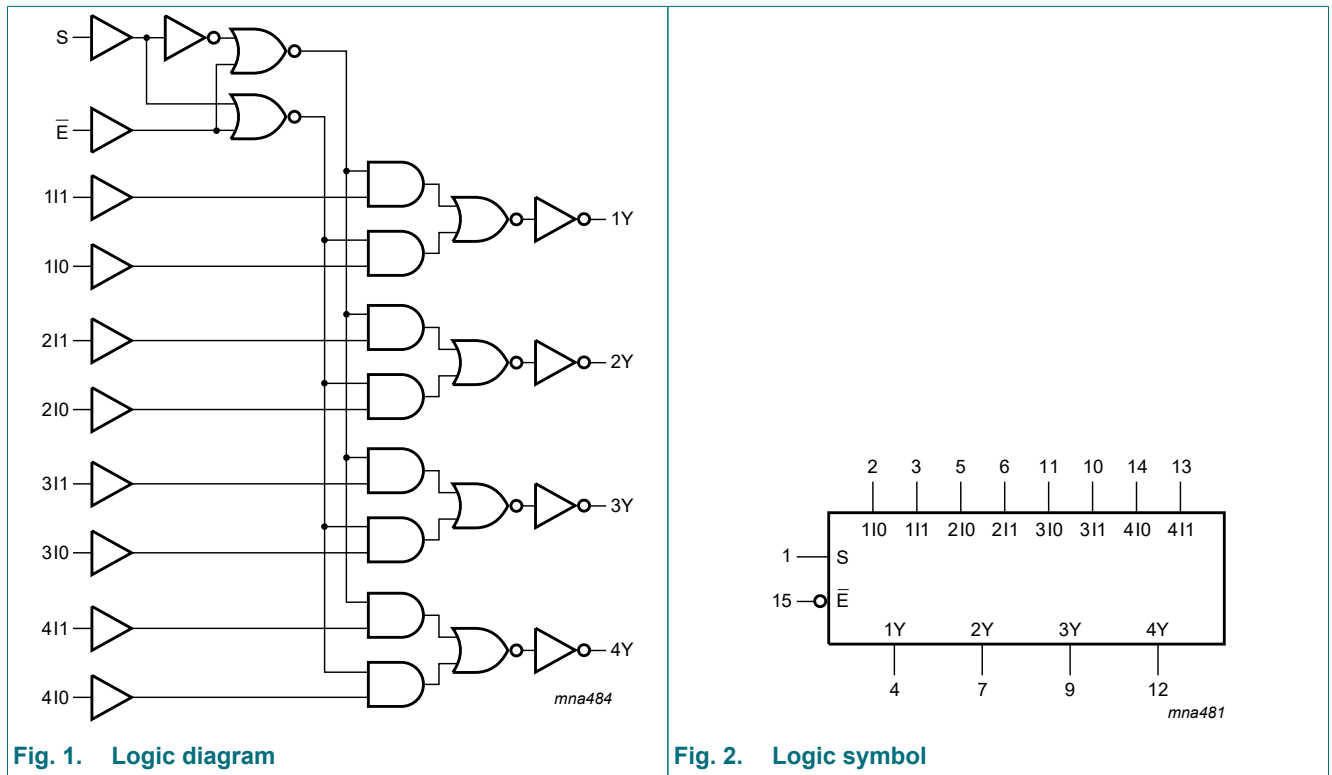 S
E̅
1I1
1I0
2I1
2I0
3I1
3I0
4I1
4I0
1Y
2Y
3Y
4Y
mna484
Fig. 1. Logic diagram
2 3 5 6 11 10 14 13
1I0 1I1 2I0 2I1 3I0 3I1 4I0 4I1
1 S
15 E̅
1Y 2Y 3Y 4Y
4 7 9 12
mna481
Fig. 2. Logic symbol